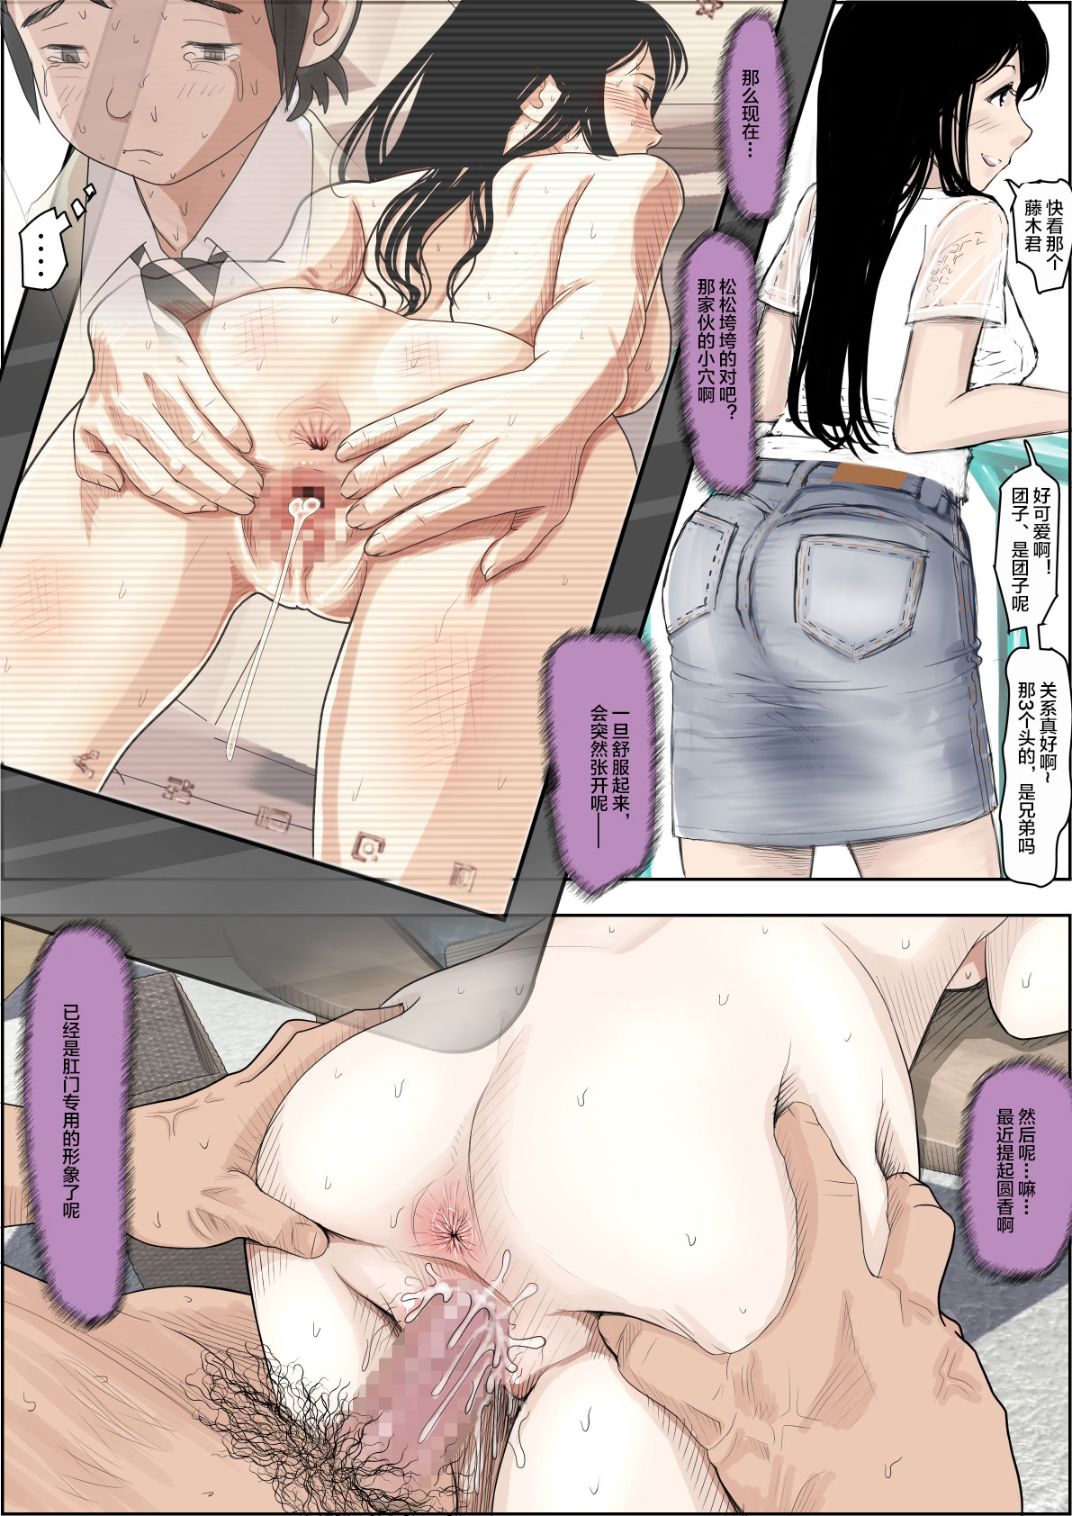 快看那个
藤木君
好可爱啊！
团子、是团子呢
关系真好啊~
那3个头的，是兄弟吗
那么现在…
松松垮垮的对吧？
那家伙的小穴啊
一旦舒服起来，
会突然张开呢——
……
然后呢…嘛…
最近提起圆香啊
已经是肛门专用的形象了呢